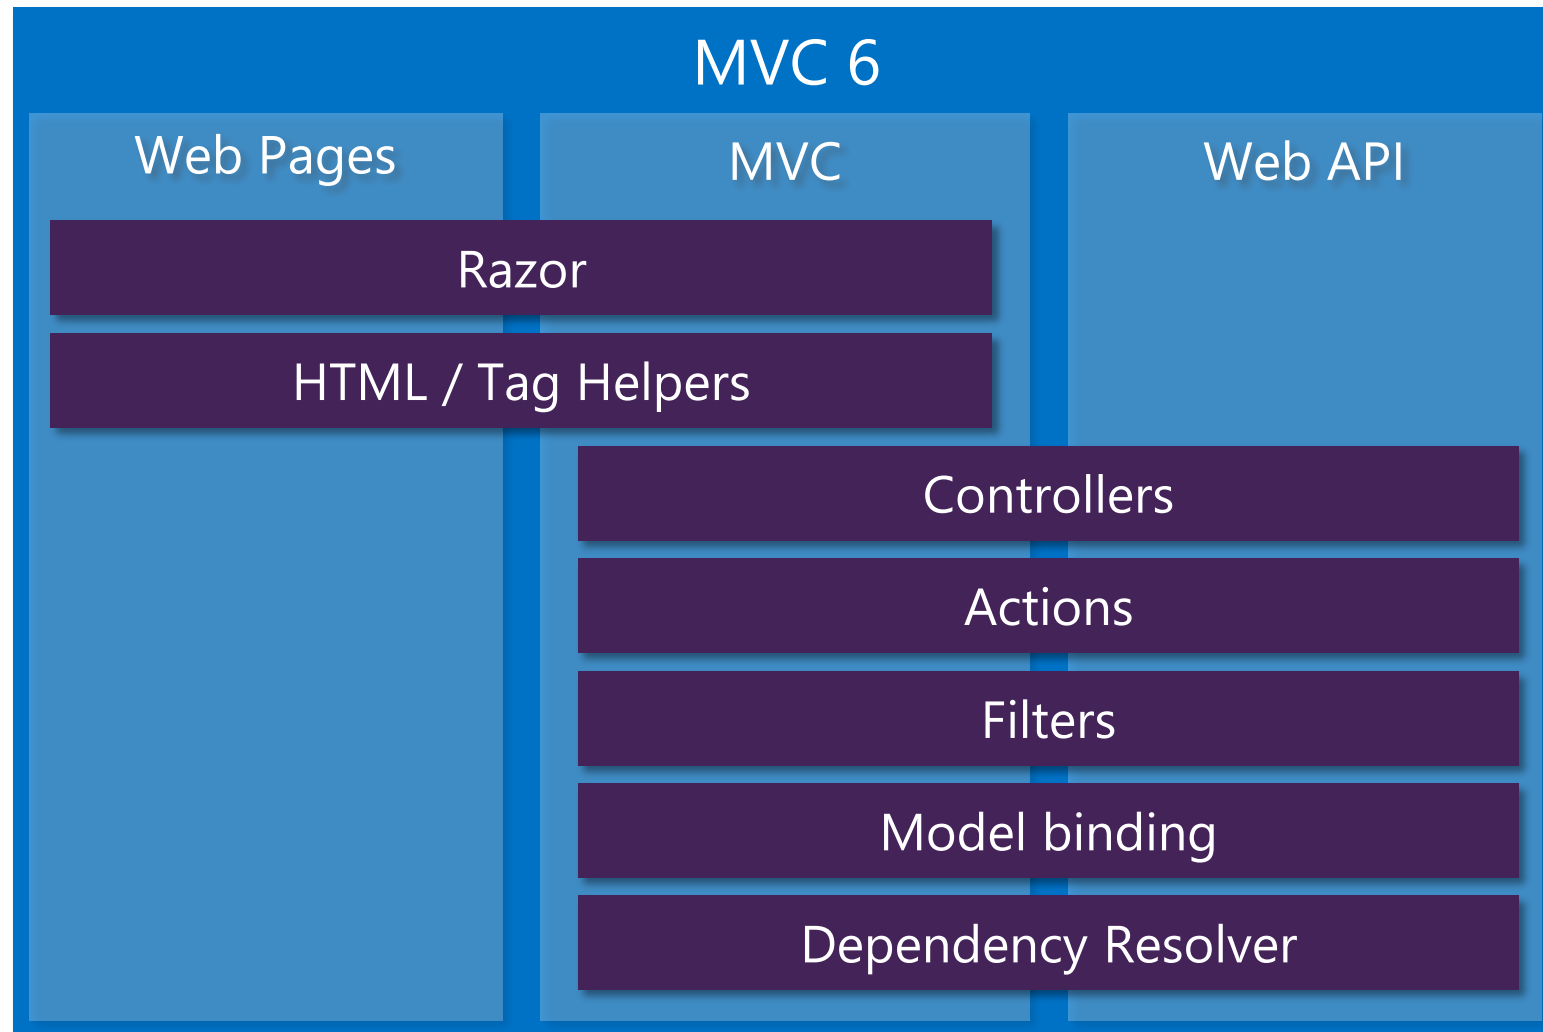 MVC 6
Web Pages
MVC
Web API
Razor
HTML / Tag Helpers
Controllers
Actions
Filters
Model binding
Dependency Resolver